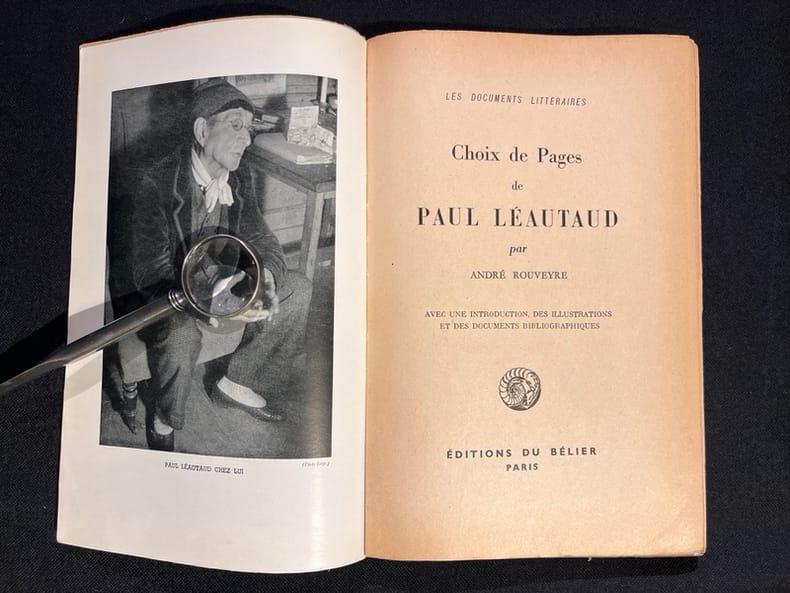 PAUL LÉAUTAUD CHEZ LUI
LES DOCUMENTS LITTÉRAIRES
Choix de Pages
de
PAUL LÉAUTAUD
par
ANDRÉ ROUVEYRE
AVEC UNE INTRODUCTION, DES ILLUSTRATIONS
ET DES DOCUMENTS BIBLIOGRAPHIQUES
ÉDITIONS DU BÉLIER
PARIS